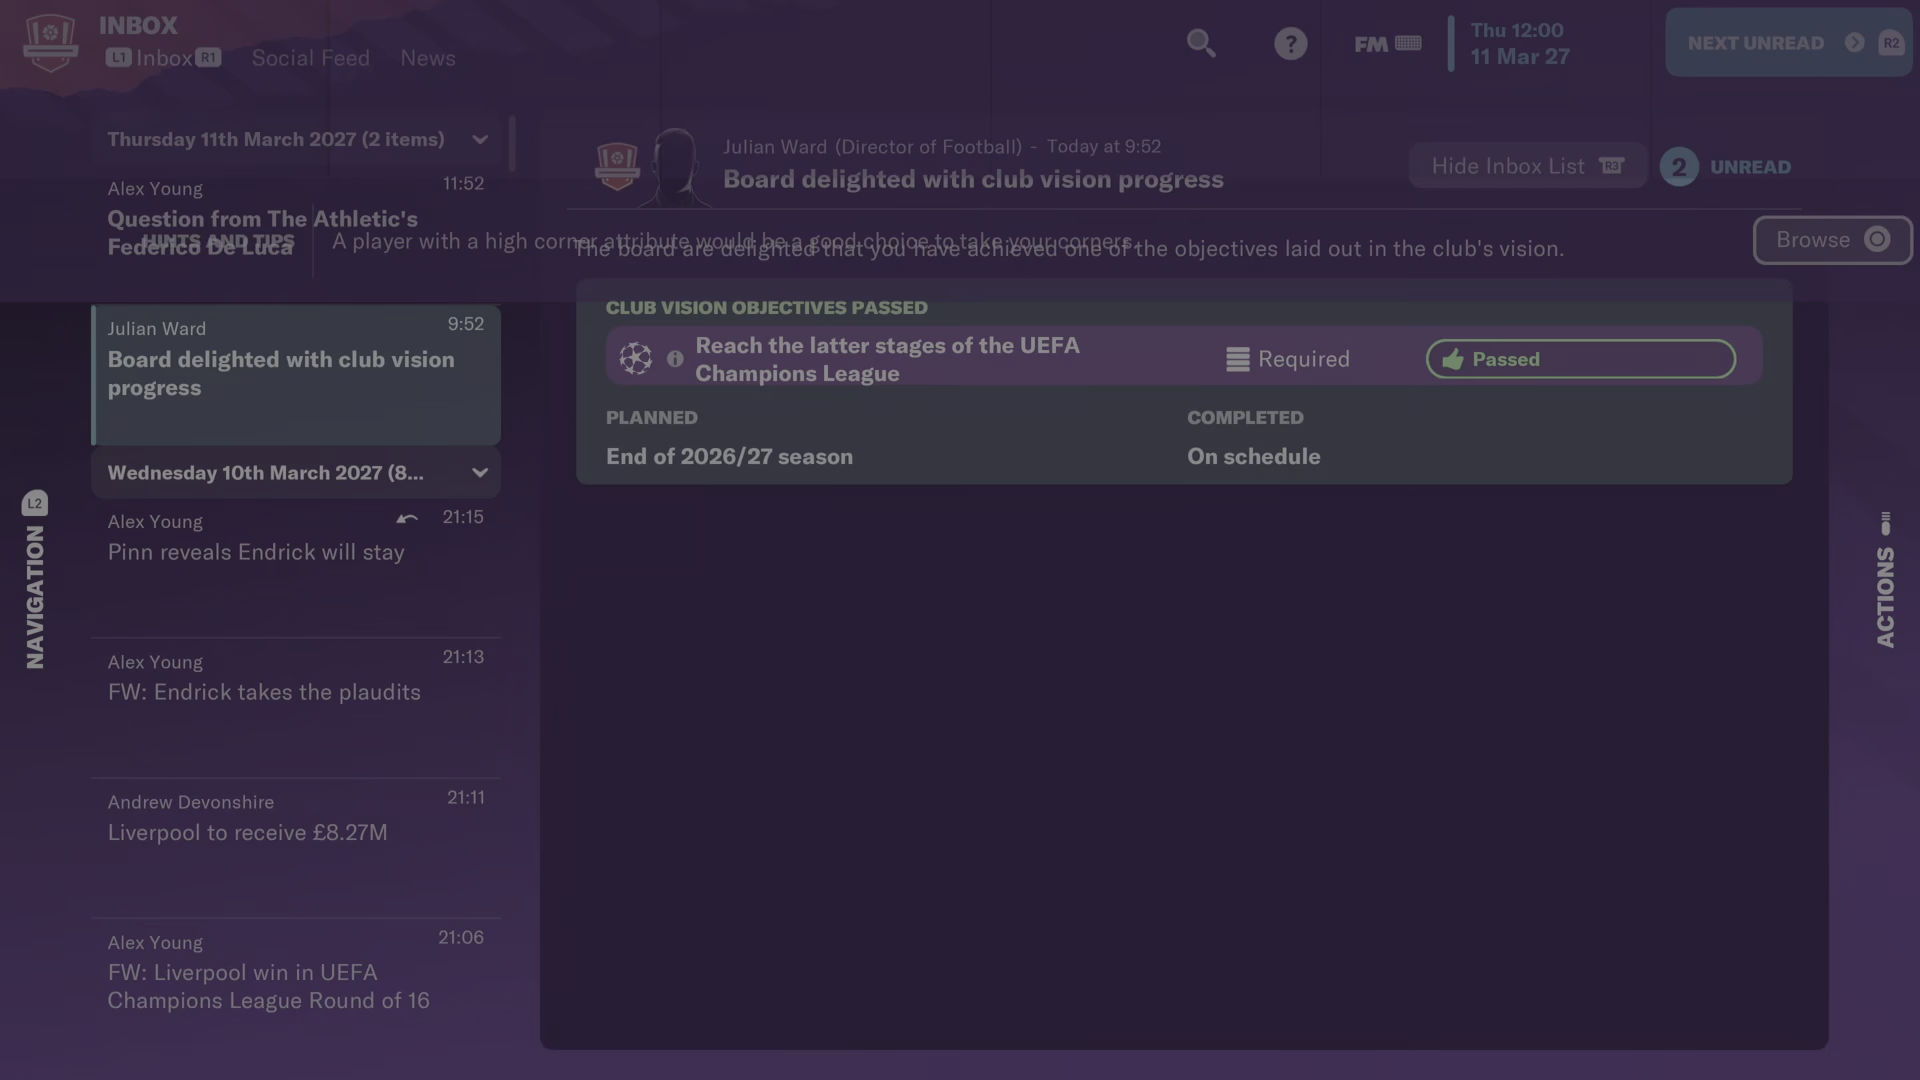 INBOX
L1 Inbox R1 Social Feed News
FM
Thu 12:00
11 Mar 27
NEXT UNREAD R2
Thursday 11th March 2027 (2 items)
Alex Young 11:52
Question from The Athletic's
Federico De Luca
HINTS AND TIPS
A player with a high corner attribute would be a good choice to take your corners.
Browse
Julian Ward (Director of Football) - Today at 9:52
Board delighted with club vision progress
Hide Inbox List R3
2 UNREAD
The board are delighted that you have achieved one of the objectives laid out in the club's vision.
Julian Ward 9:52
Board delighted with club vision
progress
Wednesday 10th March 2027 (8...
Alex Young 21:15
Pinn reveals Endrick will stay
Alex Young 21:13
FW: Endrick takes the plaudits
Andrew Devonshire 21:11
Liverpool to receive £8.27M
Alex Young 21:06
FW: Liverpool win in UEFA
Champions League Round of 16
CLUB VISION OBJECTIVES PASSED
Reach the latter stages of the UEFA
Champions League
Required
Passed
PLANNED
End of 2026/27 season
COMPLETED
On schedule
NAVIGATION L2
ACTIONS